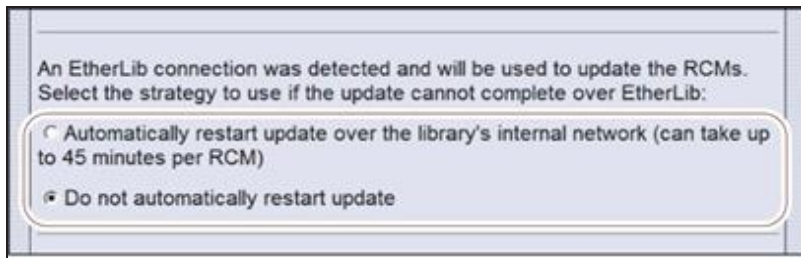 An EtherLib connection was detected and will be used to update the RCMs.
Select the strategy to use if the update cannot complete over EtherLib:
Automatically restart update over the library's internal network (can take up
to 45 minutes per RCM)
Do not automatically restart update